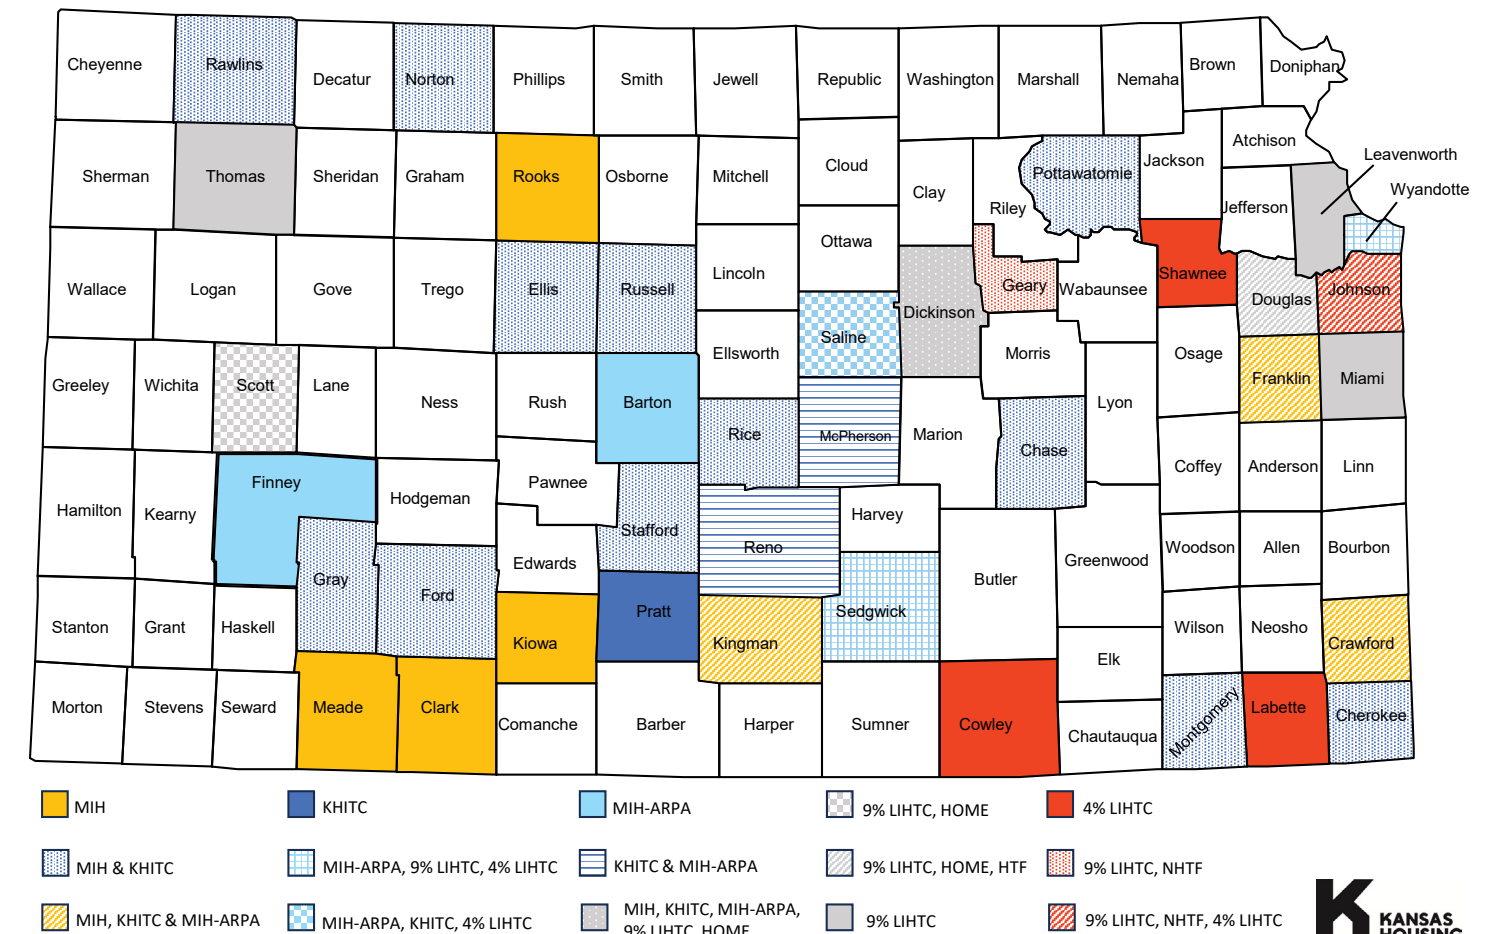 Cheyenne
Rawlins
Decatur
Norton
Phillips
Smith
Jewell
Republic
Washington
Marshall
Nemaha
Brown
Doniphan
Sherman
Thomas
Sheridan
Graham
Rooks
Osborne
Mitchell
Cloud
Clay
Riley
Pottawatomie
Jackson
Atchison
Jefferson
Leavenworth
Wyandotte
Wallace
Logan
Gove
Trego
Ellis
Russell
Lincoln
Ottawa
Saline
Dickinson
Geary
Wabaunsee
Shawnee
Douglas
Johnson
Greeley
Wichita
Scott
Lane
Ness
Rush
Barton
Ellsworth
Rice
McPherson
Marion
Morris
Chase
Lyon
Osage
Franklin
Miami
Hamilton
Kearny
Finney
Hodgeman
Pawnee
Stafford
Reno
Harvey
Coffey
Anderson
Linn
Gray
Ford
Edwards
Pratt
Kingman
Sedgwick
Butler
Greenwood
Woodson
Allen
Bourbon
Stanton
Grant
Haskell
Kiowa
Elk
Wilson
Neosho
Crawford
Morton
Stevens
Seward
Meade
Clark
Comanche
Barber
Harper
Sumner
Cowley
Chautauqua
Montgomery
Labette
Cherokee
MIH
KHITC
MIH-ARPA
9% LIHTC, HOME
4% LIHTC
MIH & KHITC
MIH-ARPA, 9% LIHTC, 4% LIHTC
KHITC & MIH-ARPA
9% LIHTC, HOME, HTF
9% LIHTC, NHTF
MIH, KHITC & MIH-ARPA
MIH-ARPA, KHITC, 4% LIHTC
MIH, KHITC, MIH-ARPA,
9% LIHTC, HOME
9% LIHTC
9% LIHTC, NHTF, 4% LIHTC
K
KANSAS
HOUSING